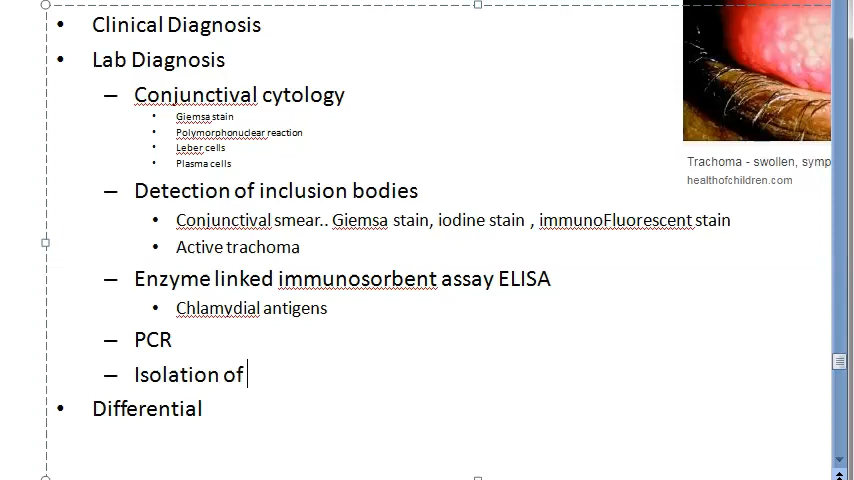 • Clinical Diagnosis
• Lab Diagnosis
– Conjunctival cytology
• Giemsa stain
• Polymorphonuclear reaction
• Leber cells
• Plasma cells
– Detection of inclusion bodies
• Conjunctival smear.. Giemsa stain, iodine stain , immunoFluorescent stain
• Active trachoma
– Enzyme linked immunosorbent assay ELISA
• Chlamydial antigens
– PCR
– Isolation of
• Differential
Trachoma - swollen, symp
healthofchildren.com